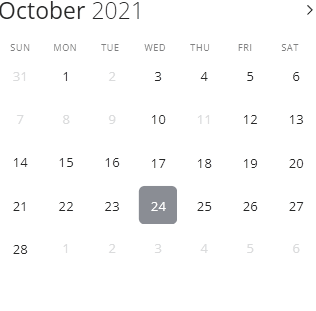 October 2021
SUN MON TUE WED THU FRI SAT
31 1 2 3 4 5 6
7 8 9 10 11 12 13
14 15 16 17 18 19 20
21 22 23 24 25 26 27
28 1 2 3 4 5 6